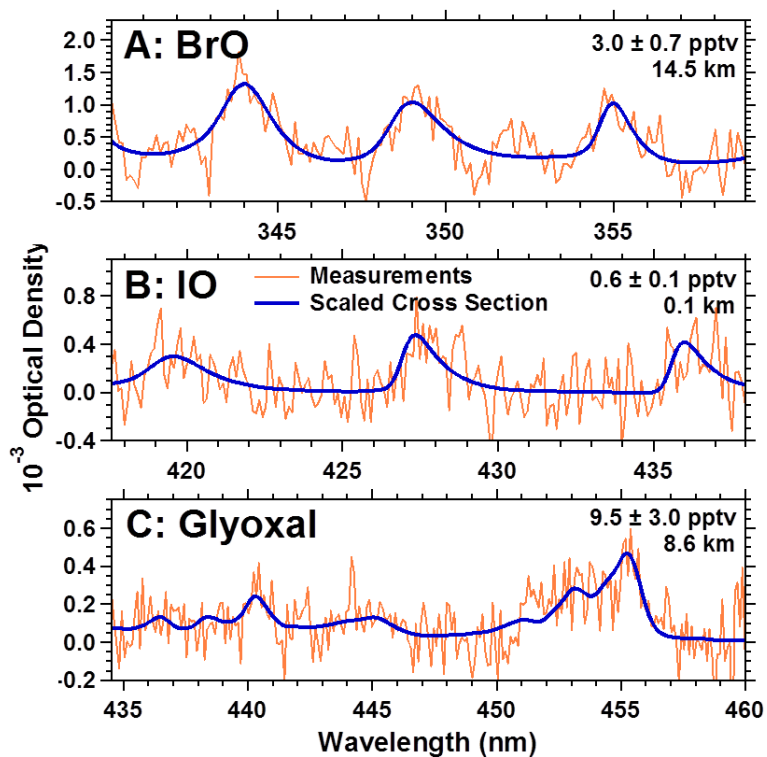 A: BrO
3.0 ± 0.7 pptv
14.5 km
2.0
1.5
1.0
0.5
0.0
-0.5
345
350
355
B: IO
Measurements
Scaled Cross Section
0.6 ± 0.1 pptv
0.1 km
0.8
0.4
0.0
-0.4
420
425
430
435
10⁻³ Optical Density
C: Glyoxal
9.5 ± 3.0 pptv
8.6 km
0.6
0.4
0.2
0.0
-0.2
435
440
445
450
455
460
Wavelength (nm)